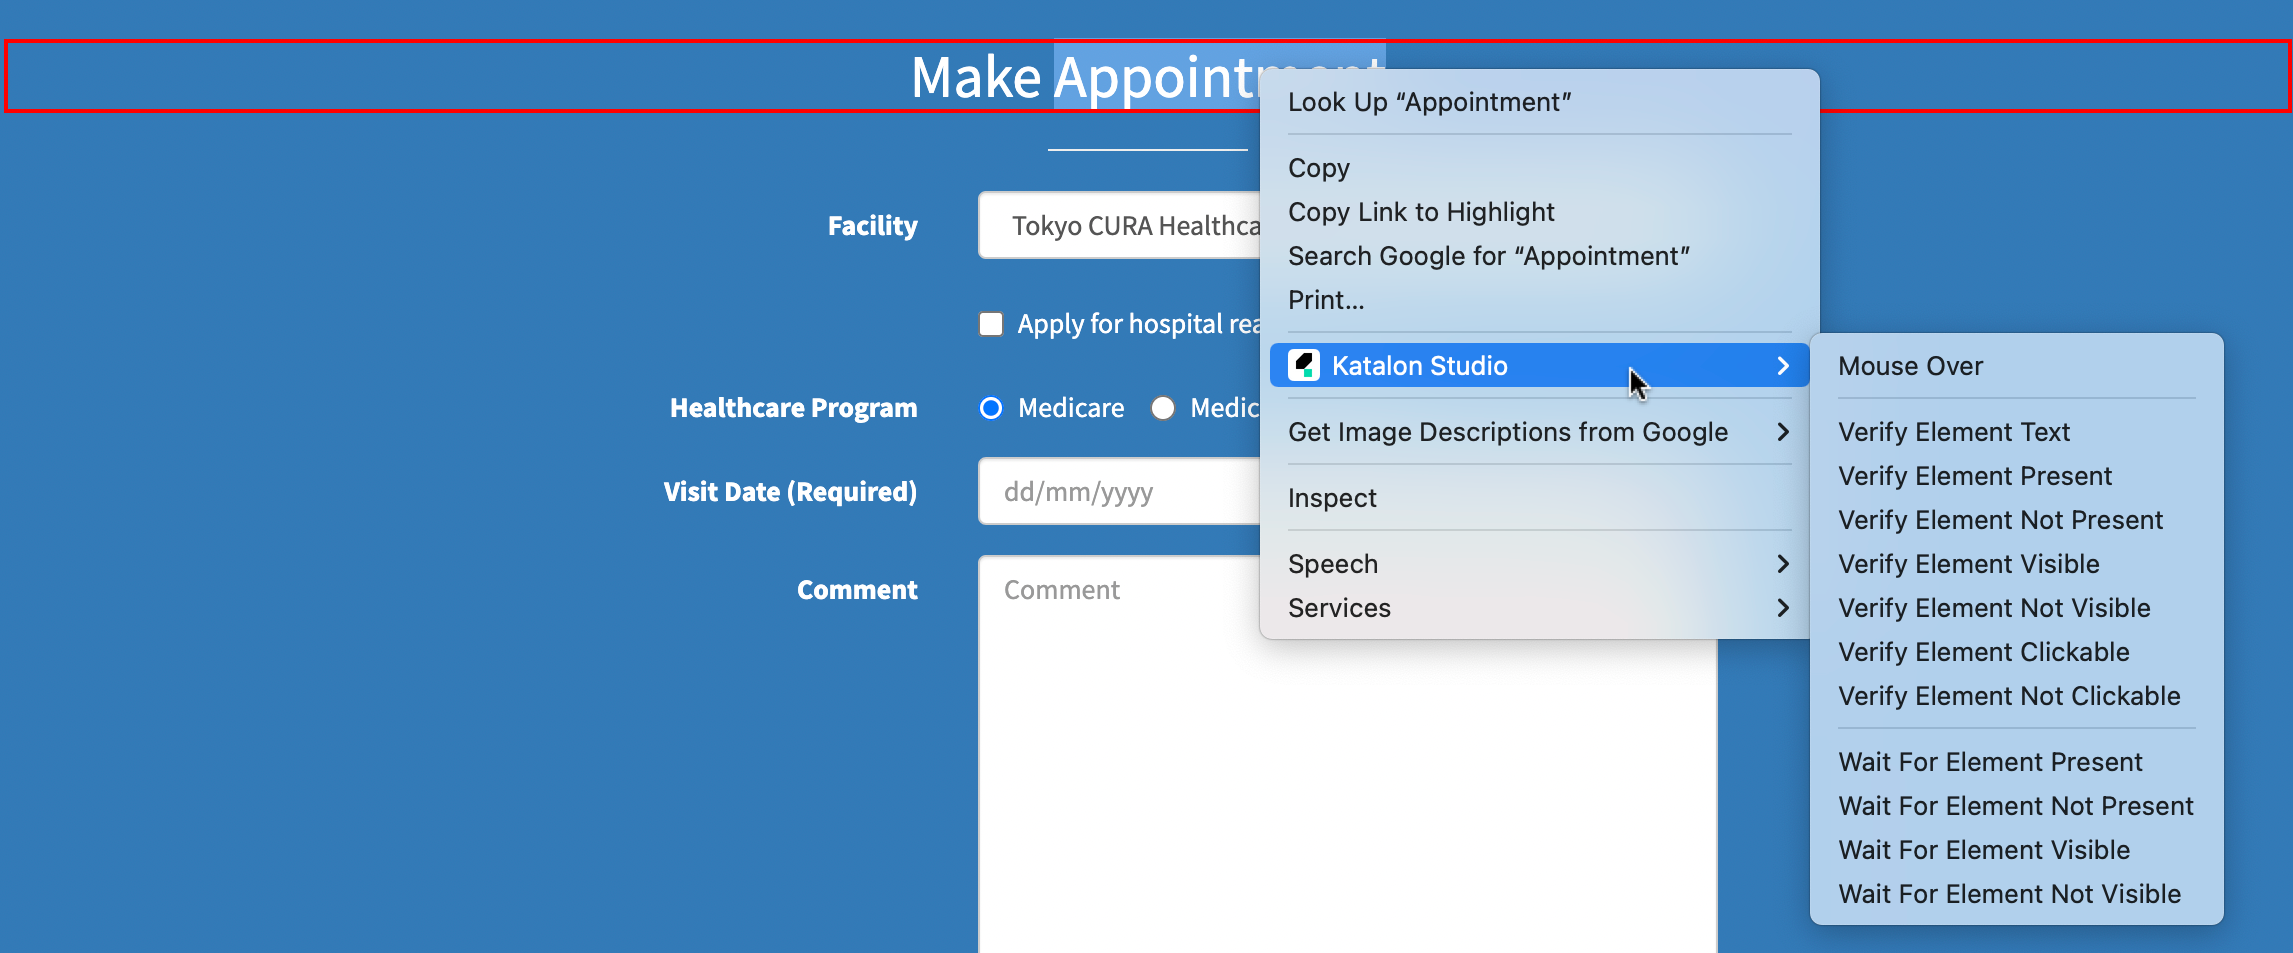 Make Appointment
Look Up “Appointment”
Copy
Copy Link to Highlight
Search Google for “Appointment”
Print...
Katalon Studio
Get Image Descriptions from Google
Inspect
Speech
Services
Mouse Over
Verify Element Text
Verify Element Present
Verify Element Not Present
Verify Element Visible
Verify Element Not Visible
Verify Element Clickable
Verify Element Not Clickable
Wait For Element Present
Wait For Element Not Present
Wait For Element Visible
Wait For Element Not Visible
Facility
Tokyo CURA Healthca
Apply for hospital rea
Healthcare Program
Medicare
Medic
Visit Date (Required)
dd/mm/yyyy
Comment
Comment